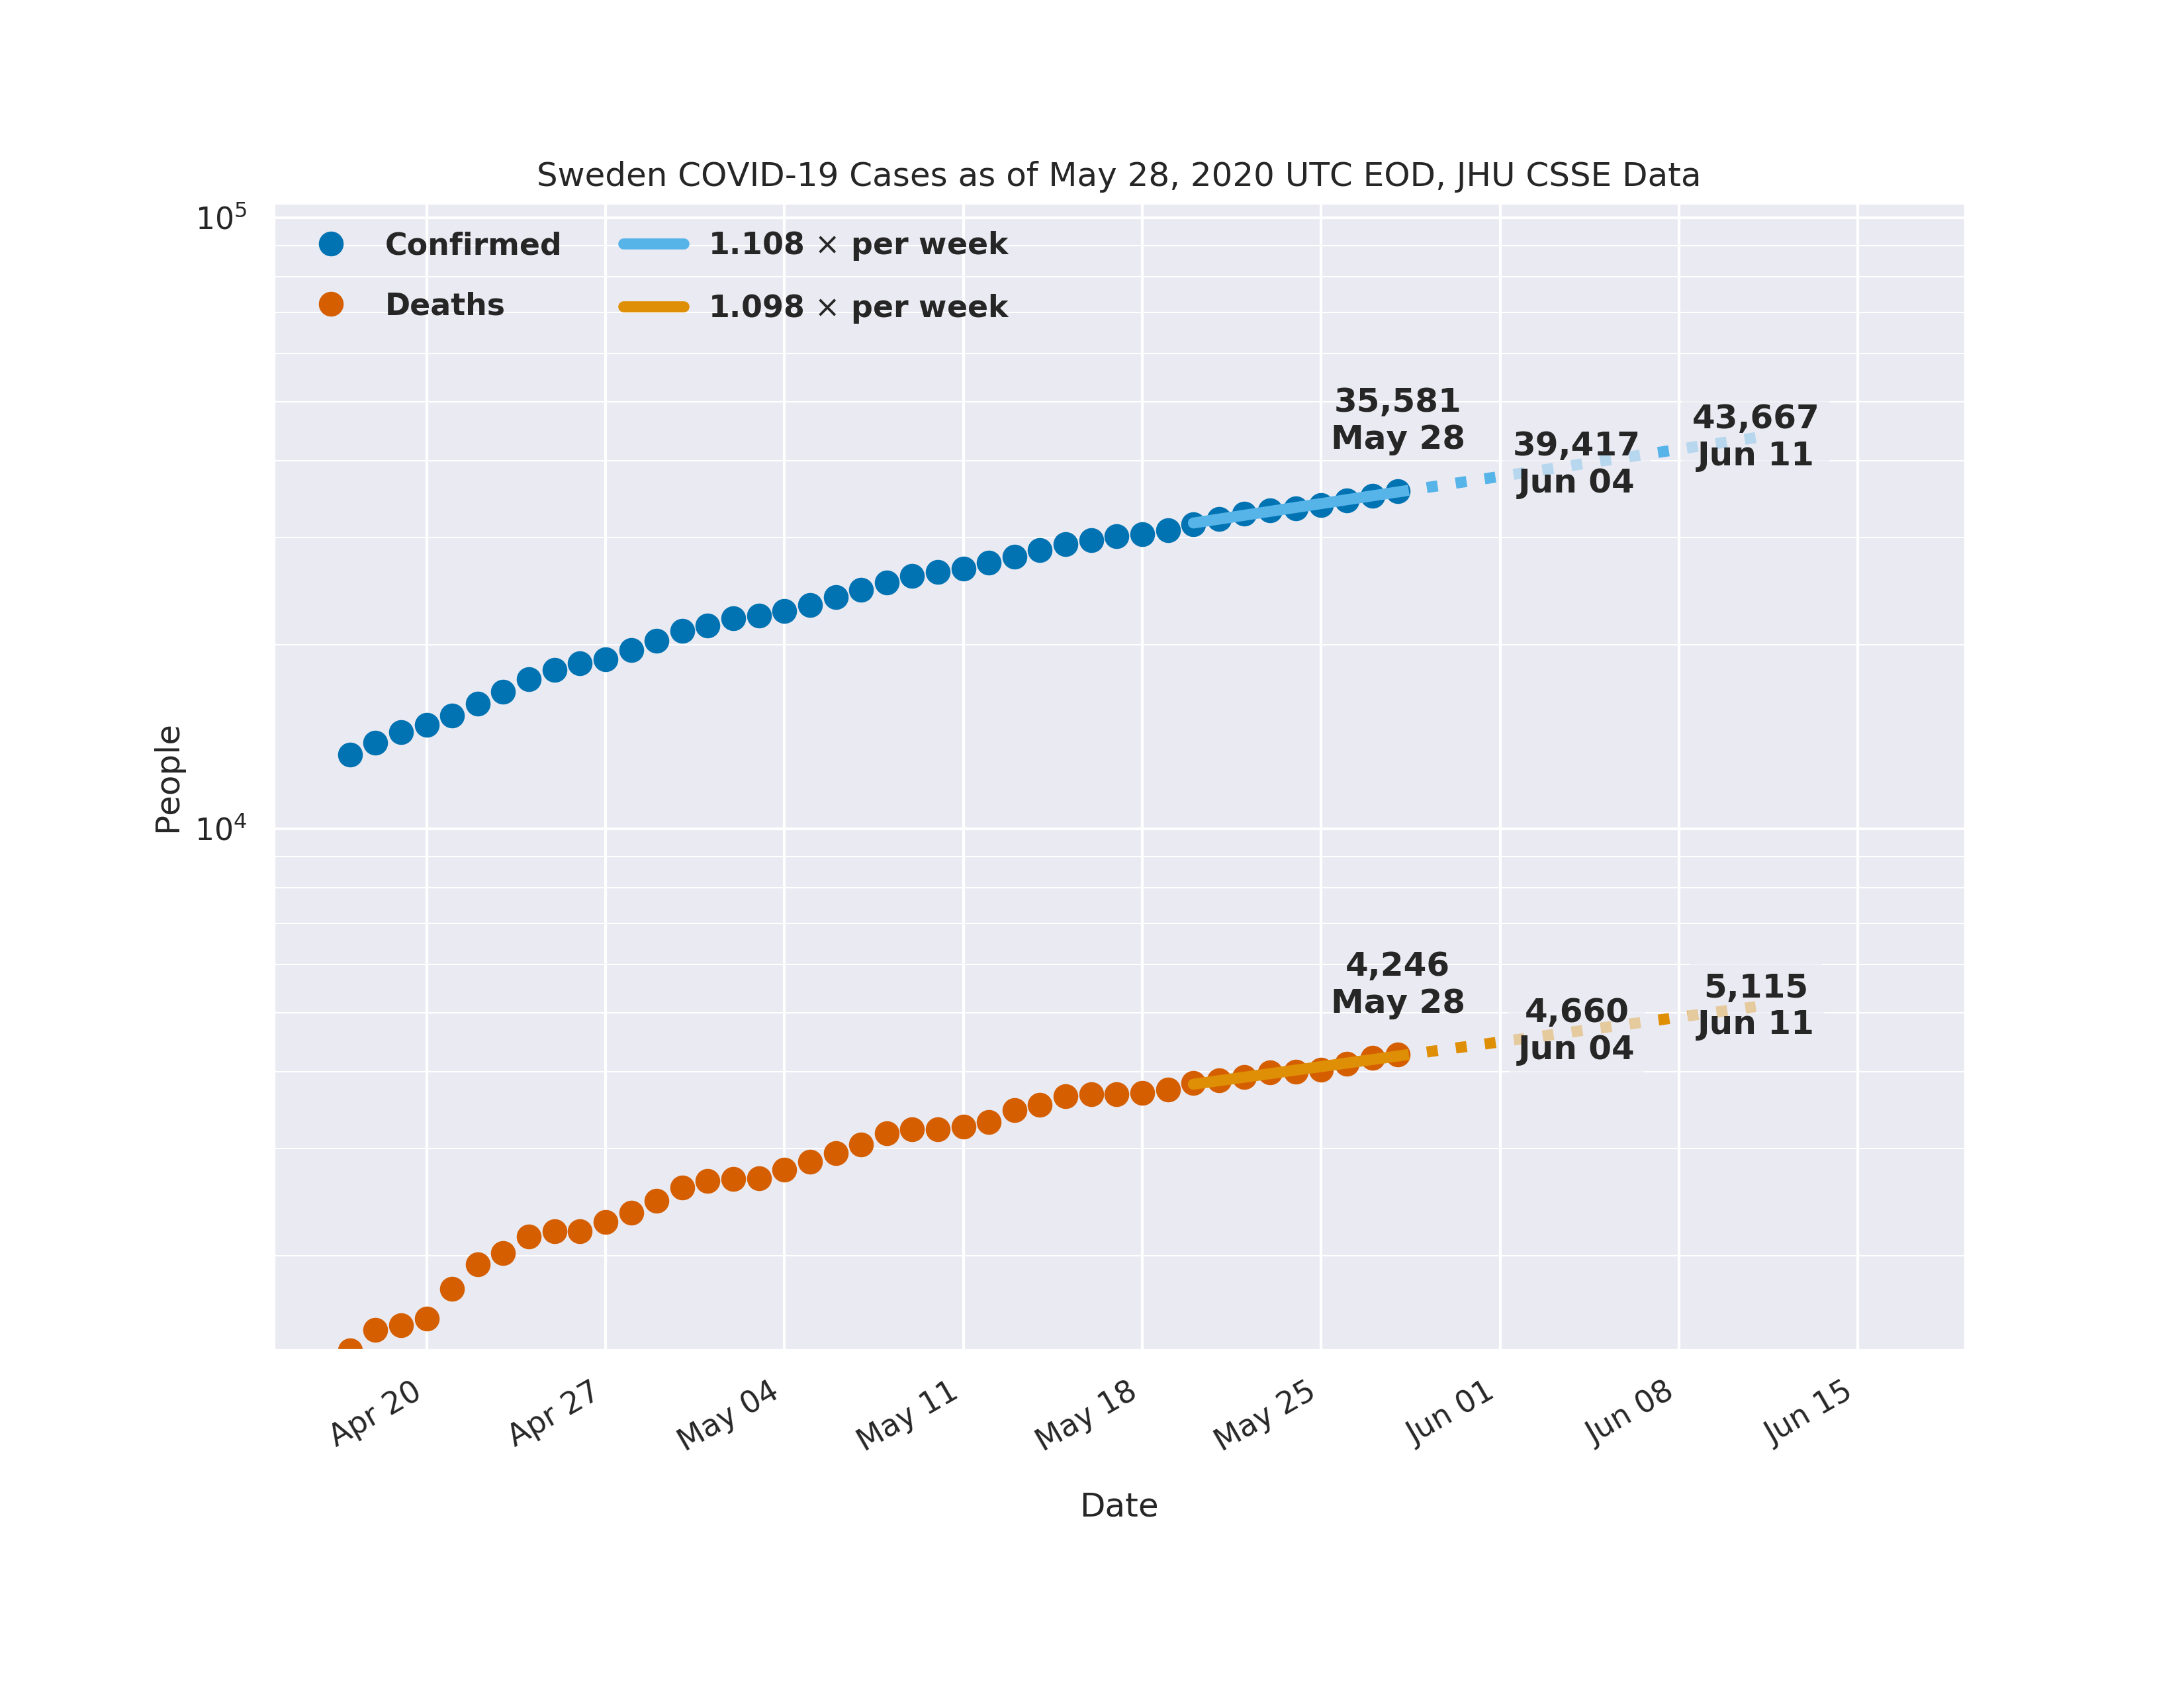 Sweden COVID-19 Cases as of May 28, 2020 UTC EOD, JHU CSSE Data
10⁵
Confirmed
1.108 × per week
Deaths
1.098 × per week
35,581
May 28
39,417
Jun 04
43,667
Jun 11
People
10⁴
4,246
May 28
4,660
Jun 04
5,115
Jun 11
Apr 20
Apr 27
May 04
May 11
May 18
May 25
Jun 01
Jun 08
Jun 15
Date